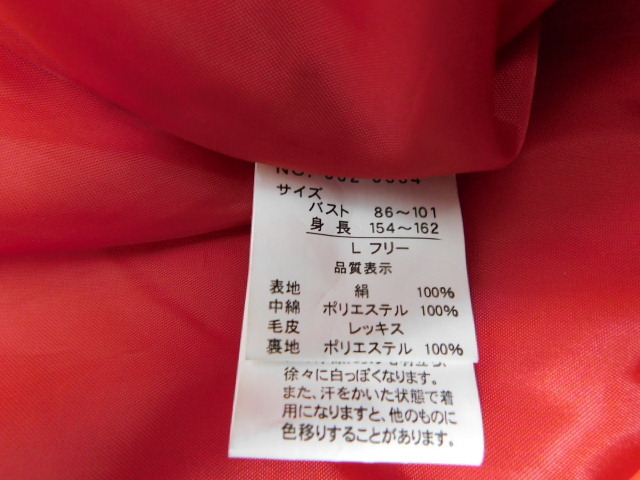 サイズ
バスト 86～101
身長 154～162
L フリー
品質表示
表地 絹 100%
中綿 ポリエステル 100%
毛皮 レッキス
裏地 ポリエステル 100%
徐々に白っぽくなります。
また、汗をかいた状態で着
用になりますと、他のものに
色移りすることがあります。